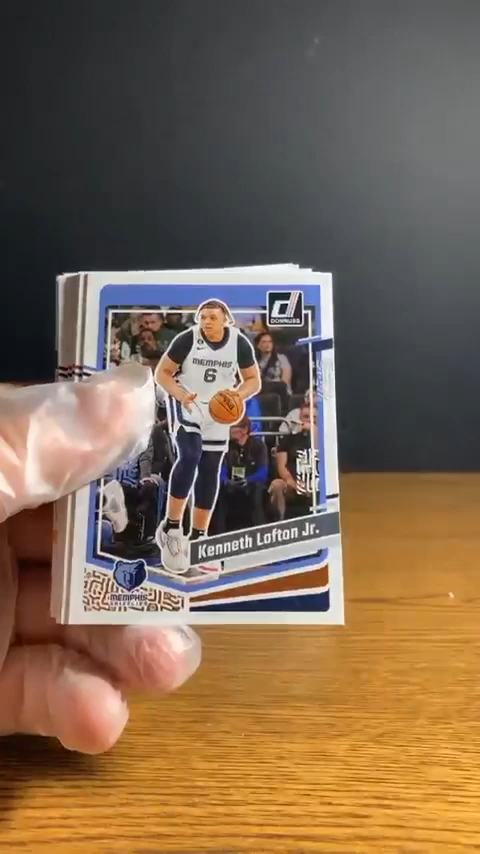 DONRUSS
MEMPHIS
6
Kenneth Lofton Jr.
MEMPHIS
GRIZZLIES